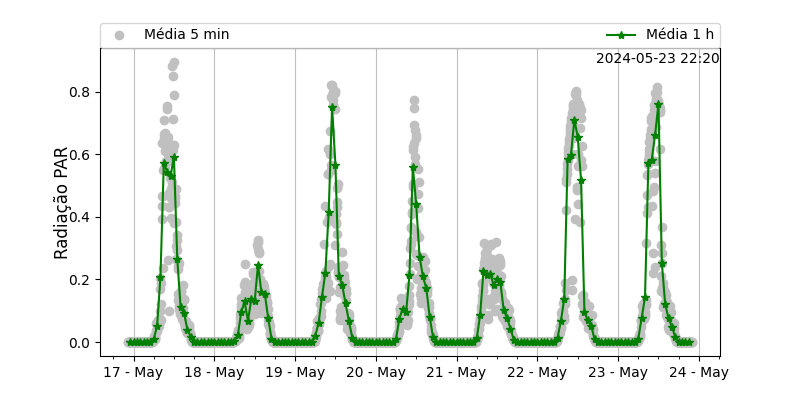 Média 5 min
Média 1 h
2024-05-23 22:20
Radiação PAR
0.8
0.6
0.4
0.2
0.0
17 - May
18 - May
19 - May
20 - May
21 - May
22 - May
23 - May
24 - May